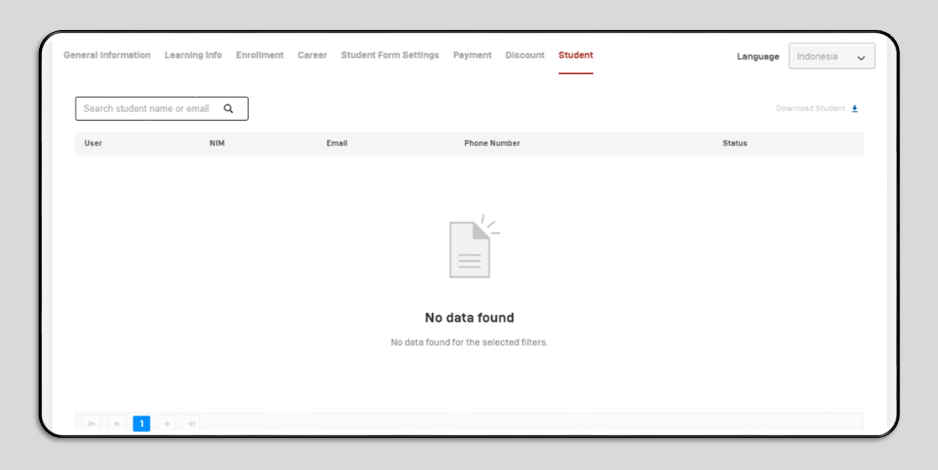 General Information Learning Info Enrollment Career Student Form Settings Payment Discount Student Language Indonesia
Search student name or email Download Student
User NIM Email Phone Number Status
No data found
No data found for the selected filters.
1